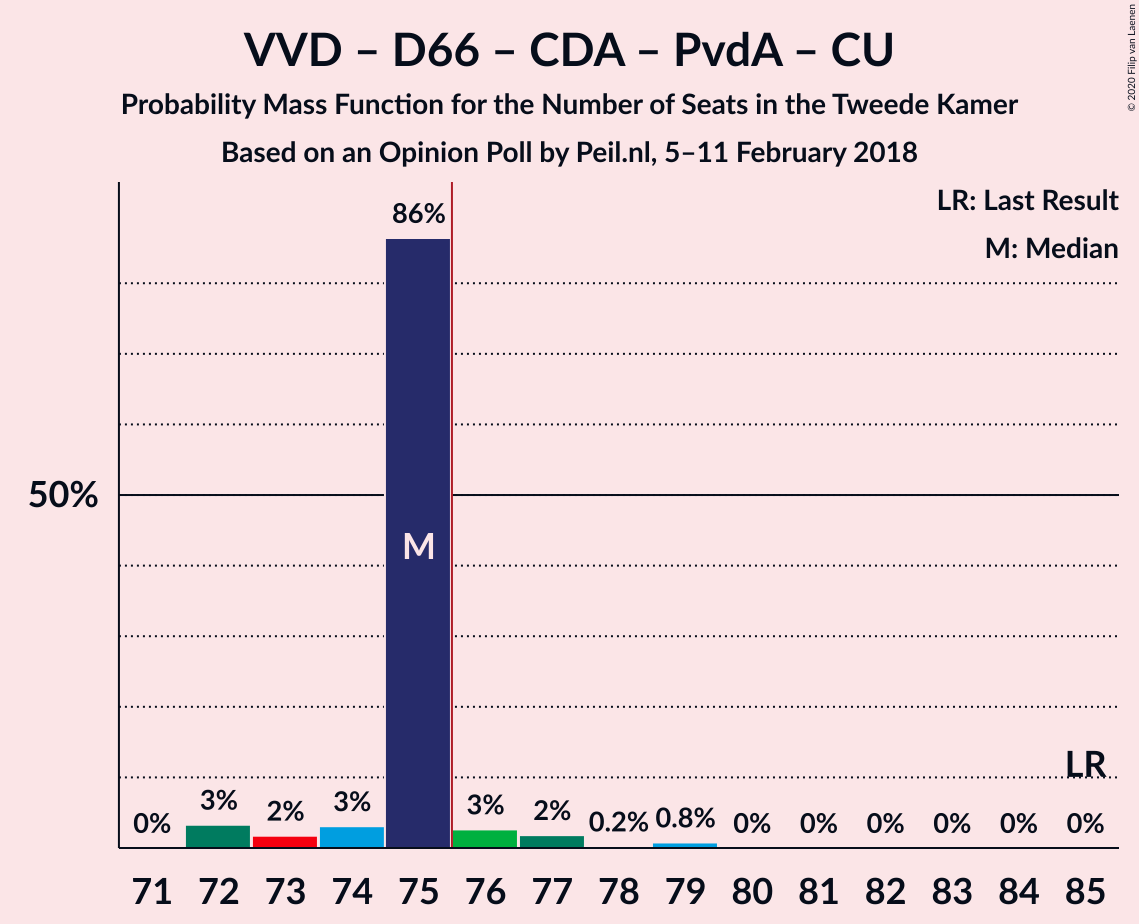 VVD – D66 – CDA – PvdA – CU
Probability Mass Function for the Number of Seats in the Tweede Kamer
Based on an Opinion Poll by Peil.nl, 5–11 February 2018
© 2020 Filip van Laenen
LR: Last Result
M: Median
86%
50%
M
LR
0% 3% 2% 3% 3% 2% 0.2% 0.8% 0% 0% 0% 0% 0% 0%
71 72 73 74 75 76 77 78 79 80 81 82 83 84 85